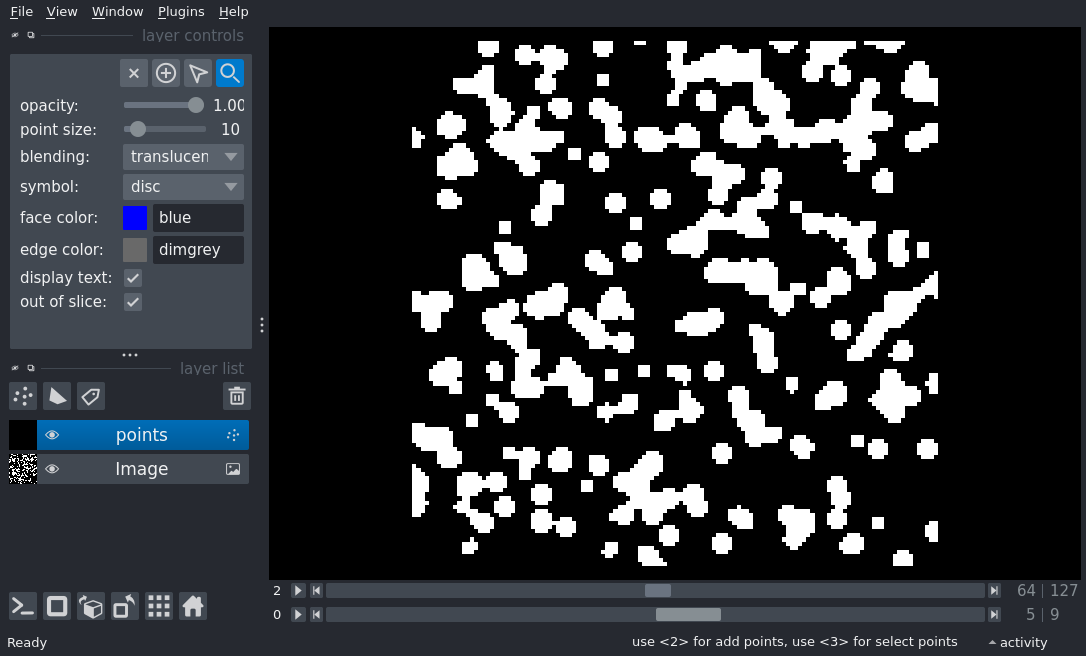 File View Window Plugins Help
layer controls
opacity: 1.00
point size: 10
blending: translucen
symbol: disc
face color: blue
edge color: dimgrey
display text:
out of slice:
layer list
points
Image
2 64 | 127
0 5 | 9
Ready use <2> for add points, use <3> for select points activity